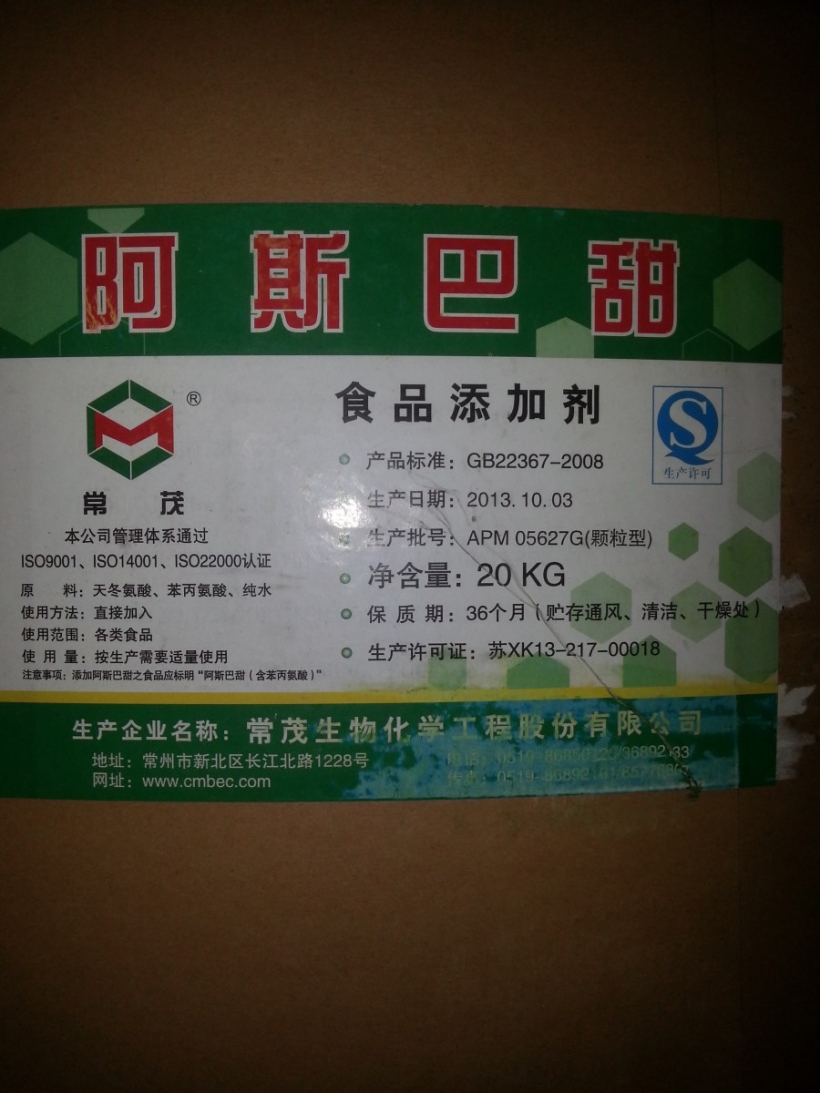 阿斯巴甜
®
常茂
本公司管理体系通过
ISO9001、ISO14001、ISO22000认证
原 料：天冬氨酸、苯丙氨酸、纯水
使用方法：直接加入
使用范围：各类食品
使 用 量：按生产需要适量使用
注意事项：添加阿斯巴甜之食品应标明“阿斯巴甜（含苯丙氨酸）”
食品添加剂
生产许可
产品标准：GB22367-2008
生产日期：2013.10.03
生产批号：APM 05627G(颗粒型)
净含量：20 KG
保 质 期：36个月（贮存通风、清洁、干燥处）
生产许可证：苏XK13-217-00018
生产企业名称：常茂生物化学工程股份有限公司
地址：常州市新北区长江北路1228号
网址：www.cmbec.com
电话：
传真：